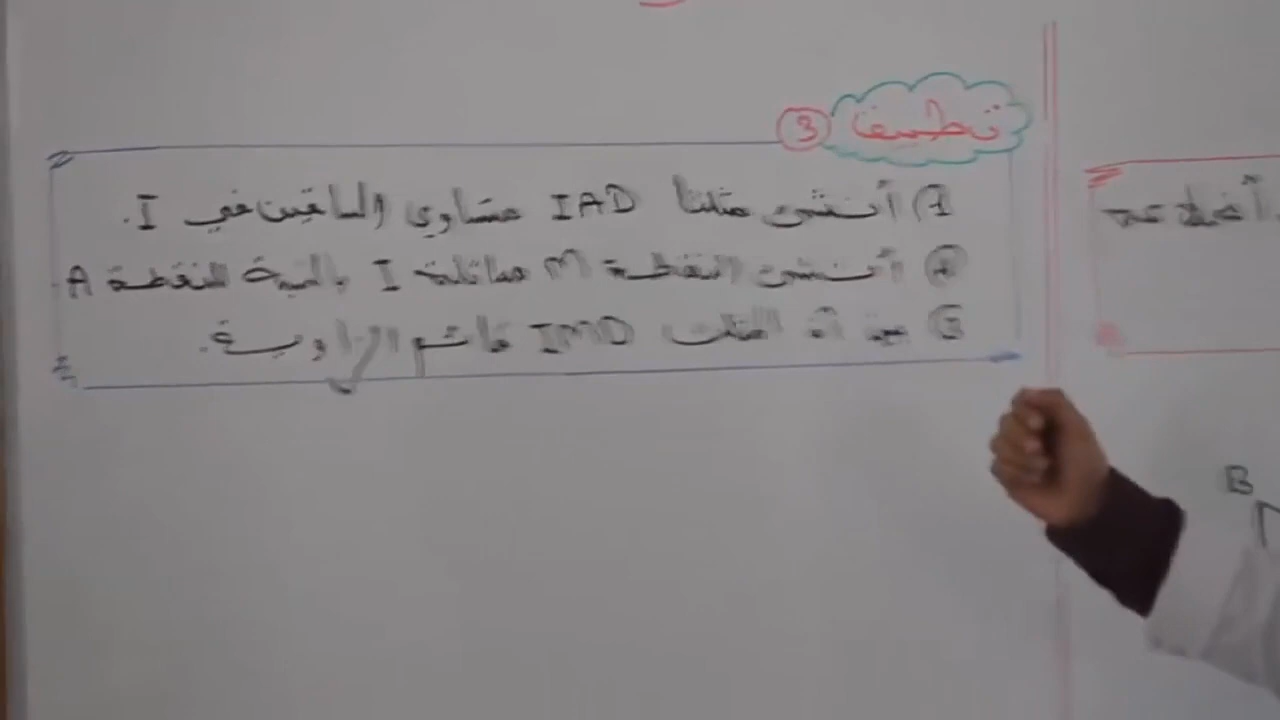 تطبيق 3
1) أنشئ مثلثا IAD متساوي الساقين في I.
2) أنشئ النقطة M مماثلة I بالنسبة للنقطة A.
3) بين أن المثلث IMD قائم الزاوية.
B